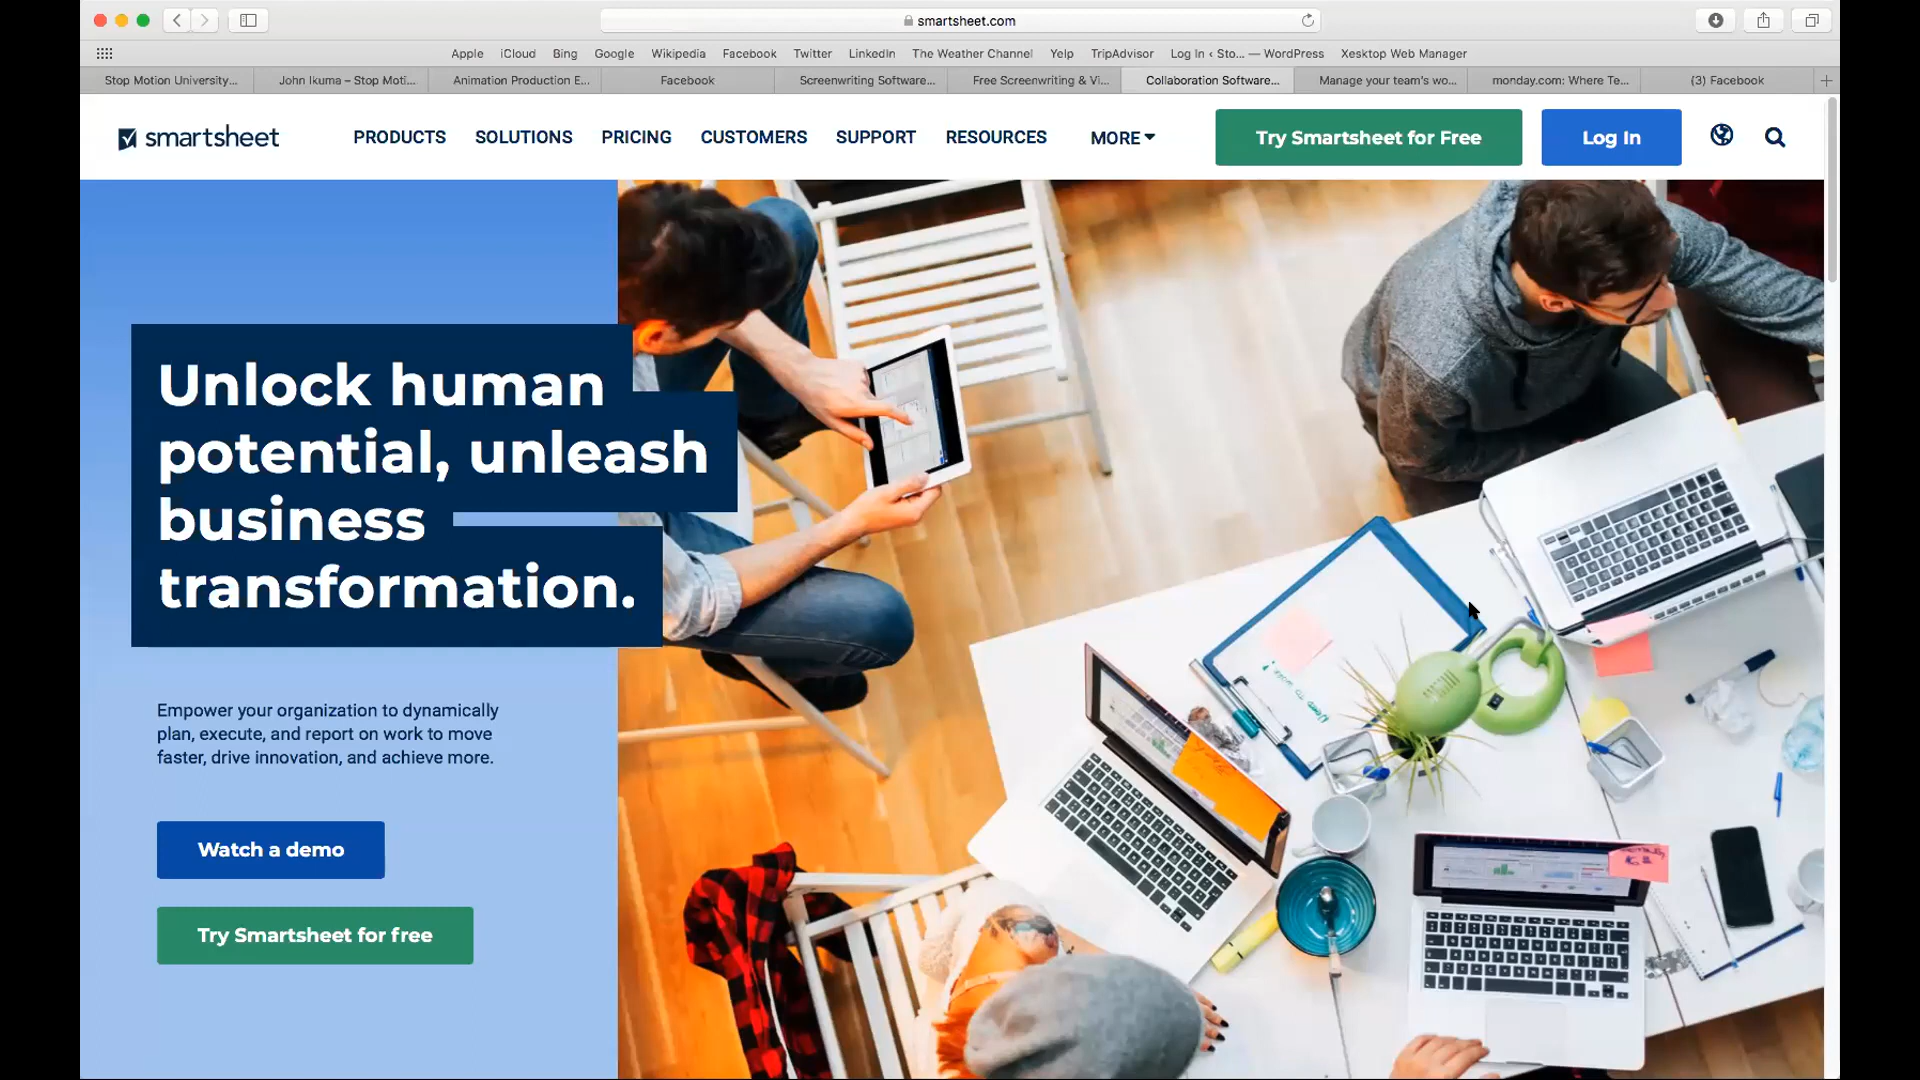 smartsheet.com
Apple iCloud Bing Google Wikipedia Facebook Twitter LinkedIn The Weather Channel Yelp TripAdvisor Log In ‹ Sto... — WordPress Xesktop Web Manager
Stop Motion University... John Ikuma – Stop Moti... Animation Production E... Facebook Screenwriting Software... Free Screenwriting & Vi... Collaboration Software... Manage your team's wo... monday.com: Where Te... (3) Facebook
smartsheet PRODUCTS SOLUTIONS PRICING CUSTOMERS SUPPORT RESOURCES MORE Try Smartsheet for Free Log In
Unlock human
potential, unleash
business
transformation.
Empower your organization to dynamically
plan, execute, and report on work to move
faster, drive innovation, and achieve more.
Watch a demo
Try Smartsheet for free